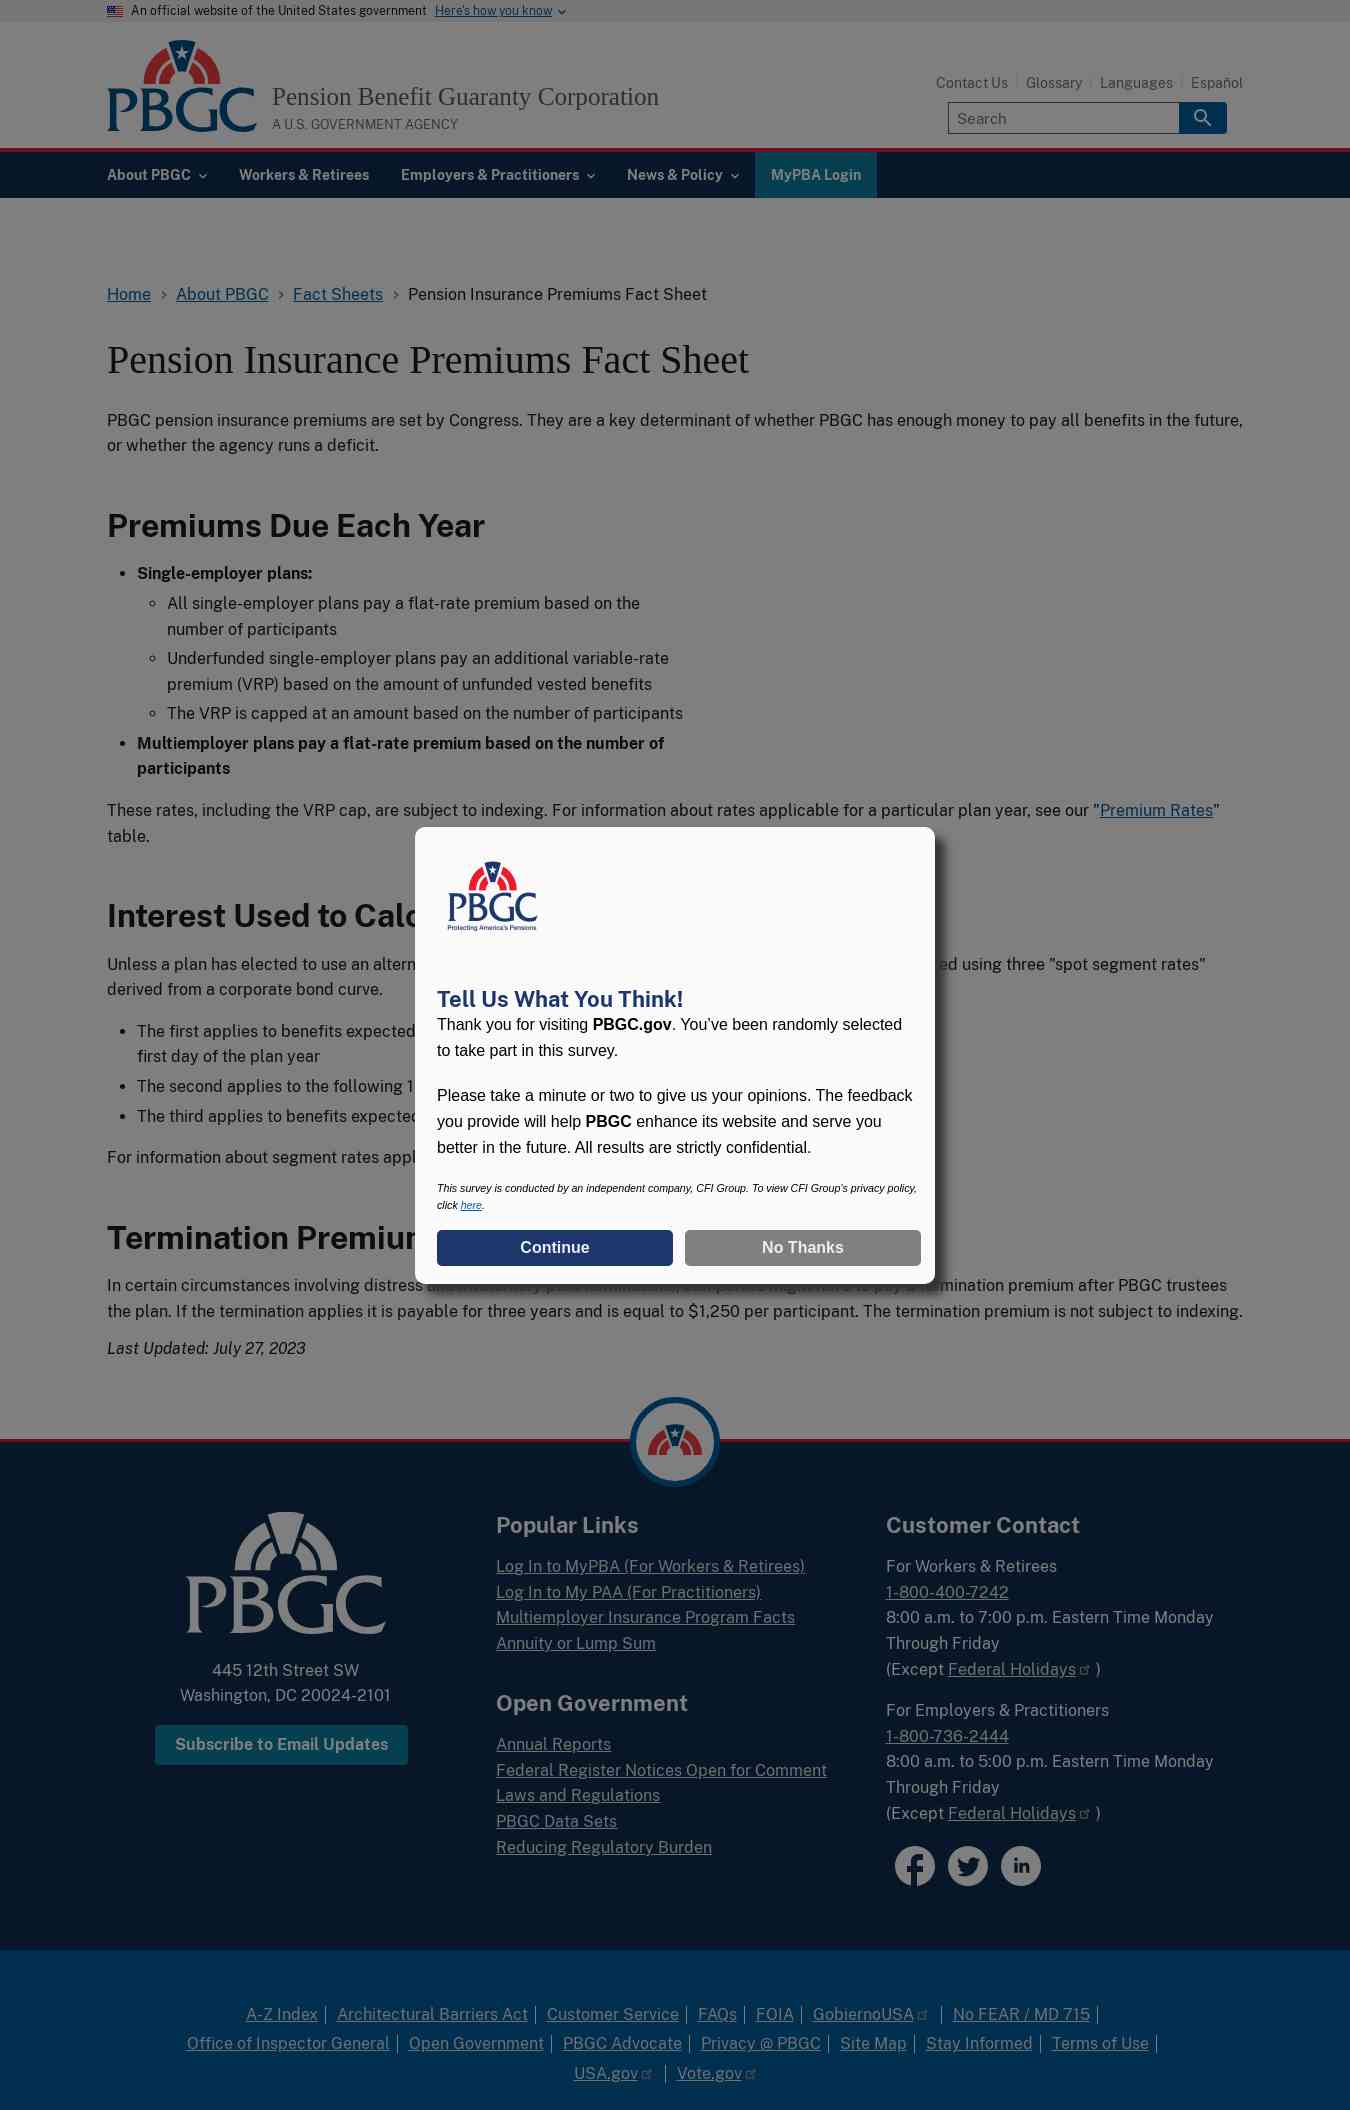 An official website of the United States government Here's how you know
PBGC
Pension Benefit Guaranty Corporation
A U.S. GOVERNMENT AGENCY
Contact Us Glossary Languages Español
Search
About PBGC Workers & Retirees Employers & Practitioners News & Policy MyPBA Login
Home About PBGC Fact Sheets Pension Insurance Premiums Fact Sheet
Pension Insurance Premiums Fact Sheet
PBGC pension insurance premiums are set by Congress. They are a key determinant of whether PBGC has enough money to pay all benefits in the future,
or whether the agency runs a deficit.
Premiums Due Each Year
Single-employer plans:
All single-employer plans pay a flat-rate premium based on the
number of participants
Underfunded single-employer plans pay an additional variable-rate
premium (VRP) based on the amount of unfunded vested benefits
The VRP is capped at an amount based on the number of participants
Multiemployer plans pay a flat-rate premium based on the number of
participants
These rates, including the VRP cap, are subject to indexing. For information about rates applicable for a particular plan year, see our "Premium Rates"
table.
Interest Used to Calc
Unless a plan has elected to use an altern
ed using three "spot segment rates"
derived from a corporate bond curve.
The first applies to benefits expected
first day of the plan year
The second applies to the following 1
The third applies to benefits expected
For information about segment rates appl
Termination Premium
In certain circumstances involving distress
mination premium after PBGC trustees
the plan. If the termination applies it is payable for three years and is equal to $1,250 per participant. The termination premium is not subject to indexing.
Last Updated: July 27, 2023
PBGC
Protecting America's Pensions
Tell Us What You Think!
Thank you for visiting PBGC.gov. You’ve been randomly selected
to take part in this survey.
Please take a minute or two to give us your opinions. The feedback
you provide will help PBGC enhance its website and serve you
better in the future. All results are strictly confidential.
This survey is conducted by an independent company, CFI Group. To view CFI Group's privacy policy,
click here.
Continue No Thanks
PBGC
445 12th Street SW
Washington, DC 20024-2101
Subscribe to Email Updates
Popular Links
Log In to MyPBA (For Workers & Retirees)
Log In to My PAA (For Practitioners)
Multiemployer Insurance Program Facts
Annuity or Lump Sum
Open Government
Annual Reports
Federal Register Notices Open for Comment
Laws and Regulations
PBGC Data Sets
Reducing Regulatory Burden
Customer Contact
For Workers & Retirees
1-800-400-7242
8:00 a.m. to 7:00 p.m. Eastern Time Monday
Through Friday
(Except Federal Holidays )
For Employers & Practitioners
1-800-736-2444
8:00 a.m. to 5:00 p.m. Eastern Time Monday
Through Friday
(Except Federal Holidays )
in
A-Z Index Architectural Barriers Act Customer Service FAQs FOIA GobiernoUSA No FEAR / MD 715
Office of Inspector General Open Government PBGC Advocate Privacy @ PBGC Site Map Stay Informed Terms of Use
USA.gov Vote.gov